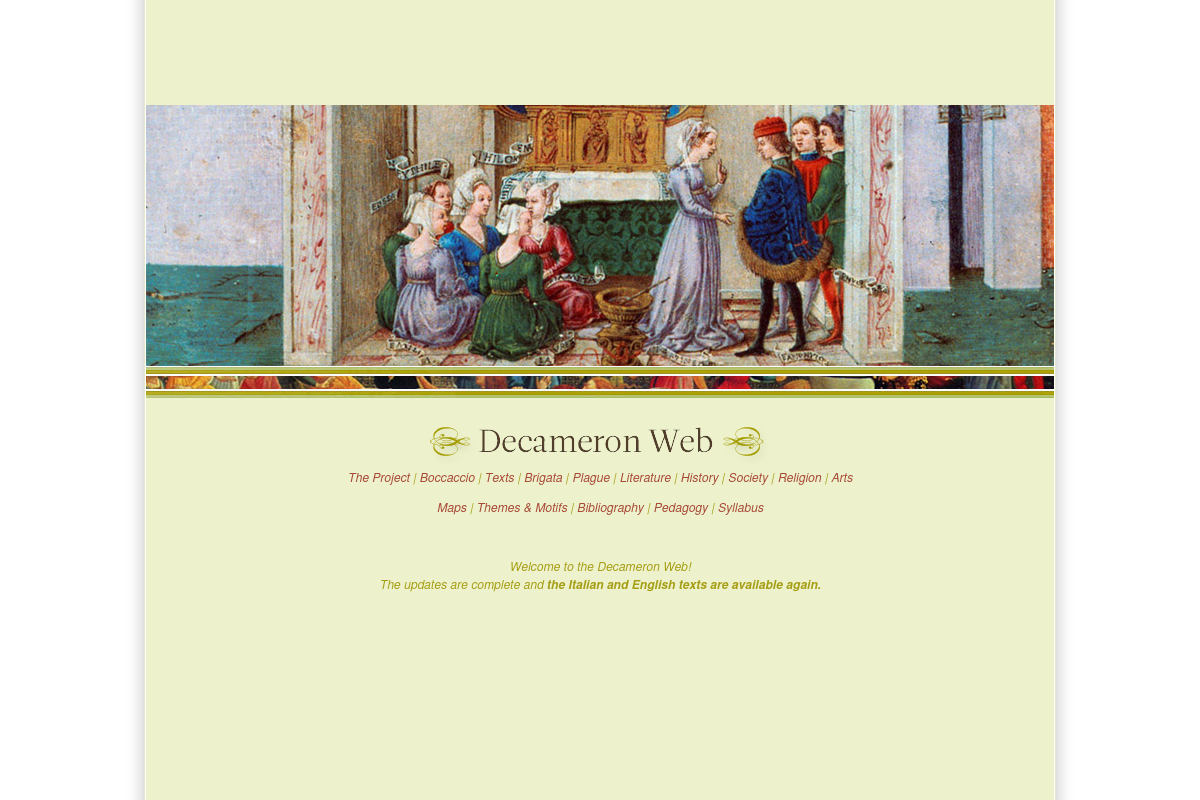 Decameron Web
The Project | Boccaccio | Texts | Brigata | Plague | Literature | History | Society | Religion | Arts
Maps | Themes & Motifs | Bibliography | Pedagogy | Syllabus
Welcome to the Decameron Web!
The updates are complete and the Italian and English texts are available again.